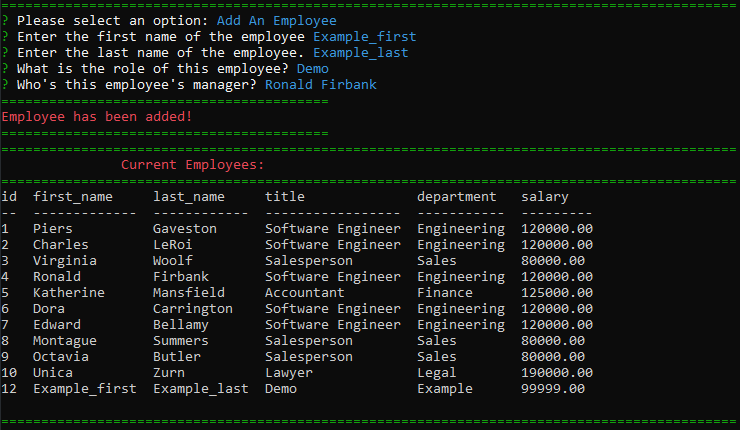 ============================================================================================
? Please select an option: Add An Employee
? Enter the first name of the employee Example_first
? Enter the last name of the employee. Example_last
? What is the role of this employee? Demo
? Who's this employee's manager? Ronald Firbank
=========================================
Employee has been added!
=========================================
============================================================================================
               Current Employees:
============================================================================================
id  first_name     last_name     title              department   salary
--  -------------  ------------  -----------------  -----------  ---------
1   Piers          Gaveston      Software Engineer  Engineering  120000.00
2   Charles        LeRoi         Software Engineer  Engineering  120000.00
3   Virginia       Woolf         Salesperson        Sales        80000.00
4   Ronald         Firbank       Software Engineer  Engineering  120000.00
5   Katherine      Mansfield     Accountant         Finance      125000.00
6   Dora           Carrington    Software Engineer  Engineering  120000.00
7   Edward         Bellamy       Software Engineer  Engineering  120000.00
8   Montague       Summers       Salesperson        Sales        80000.00
9   Octavia        Butler        Salesperson        Sales        80000.00
10  Unica          Zurn          Lawyer             Legal        190000.00
12  Example_first  Example_last  Demo               Example      99999.00
============================================================================================